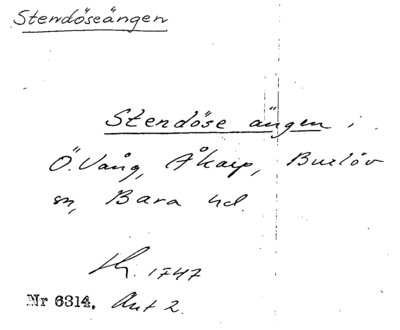 Stendöseängen
Stendöse ängen i
Ö. Vång, Åkarp, Burlöv
sn, Bara hd.
1747
Nr 6314. Akt 2.